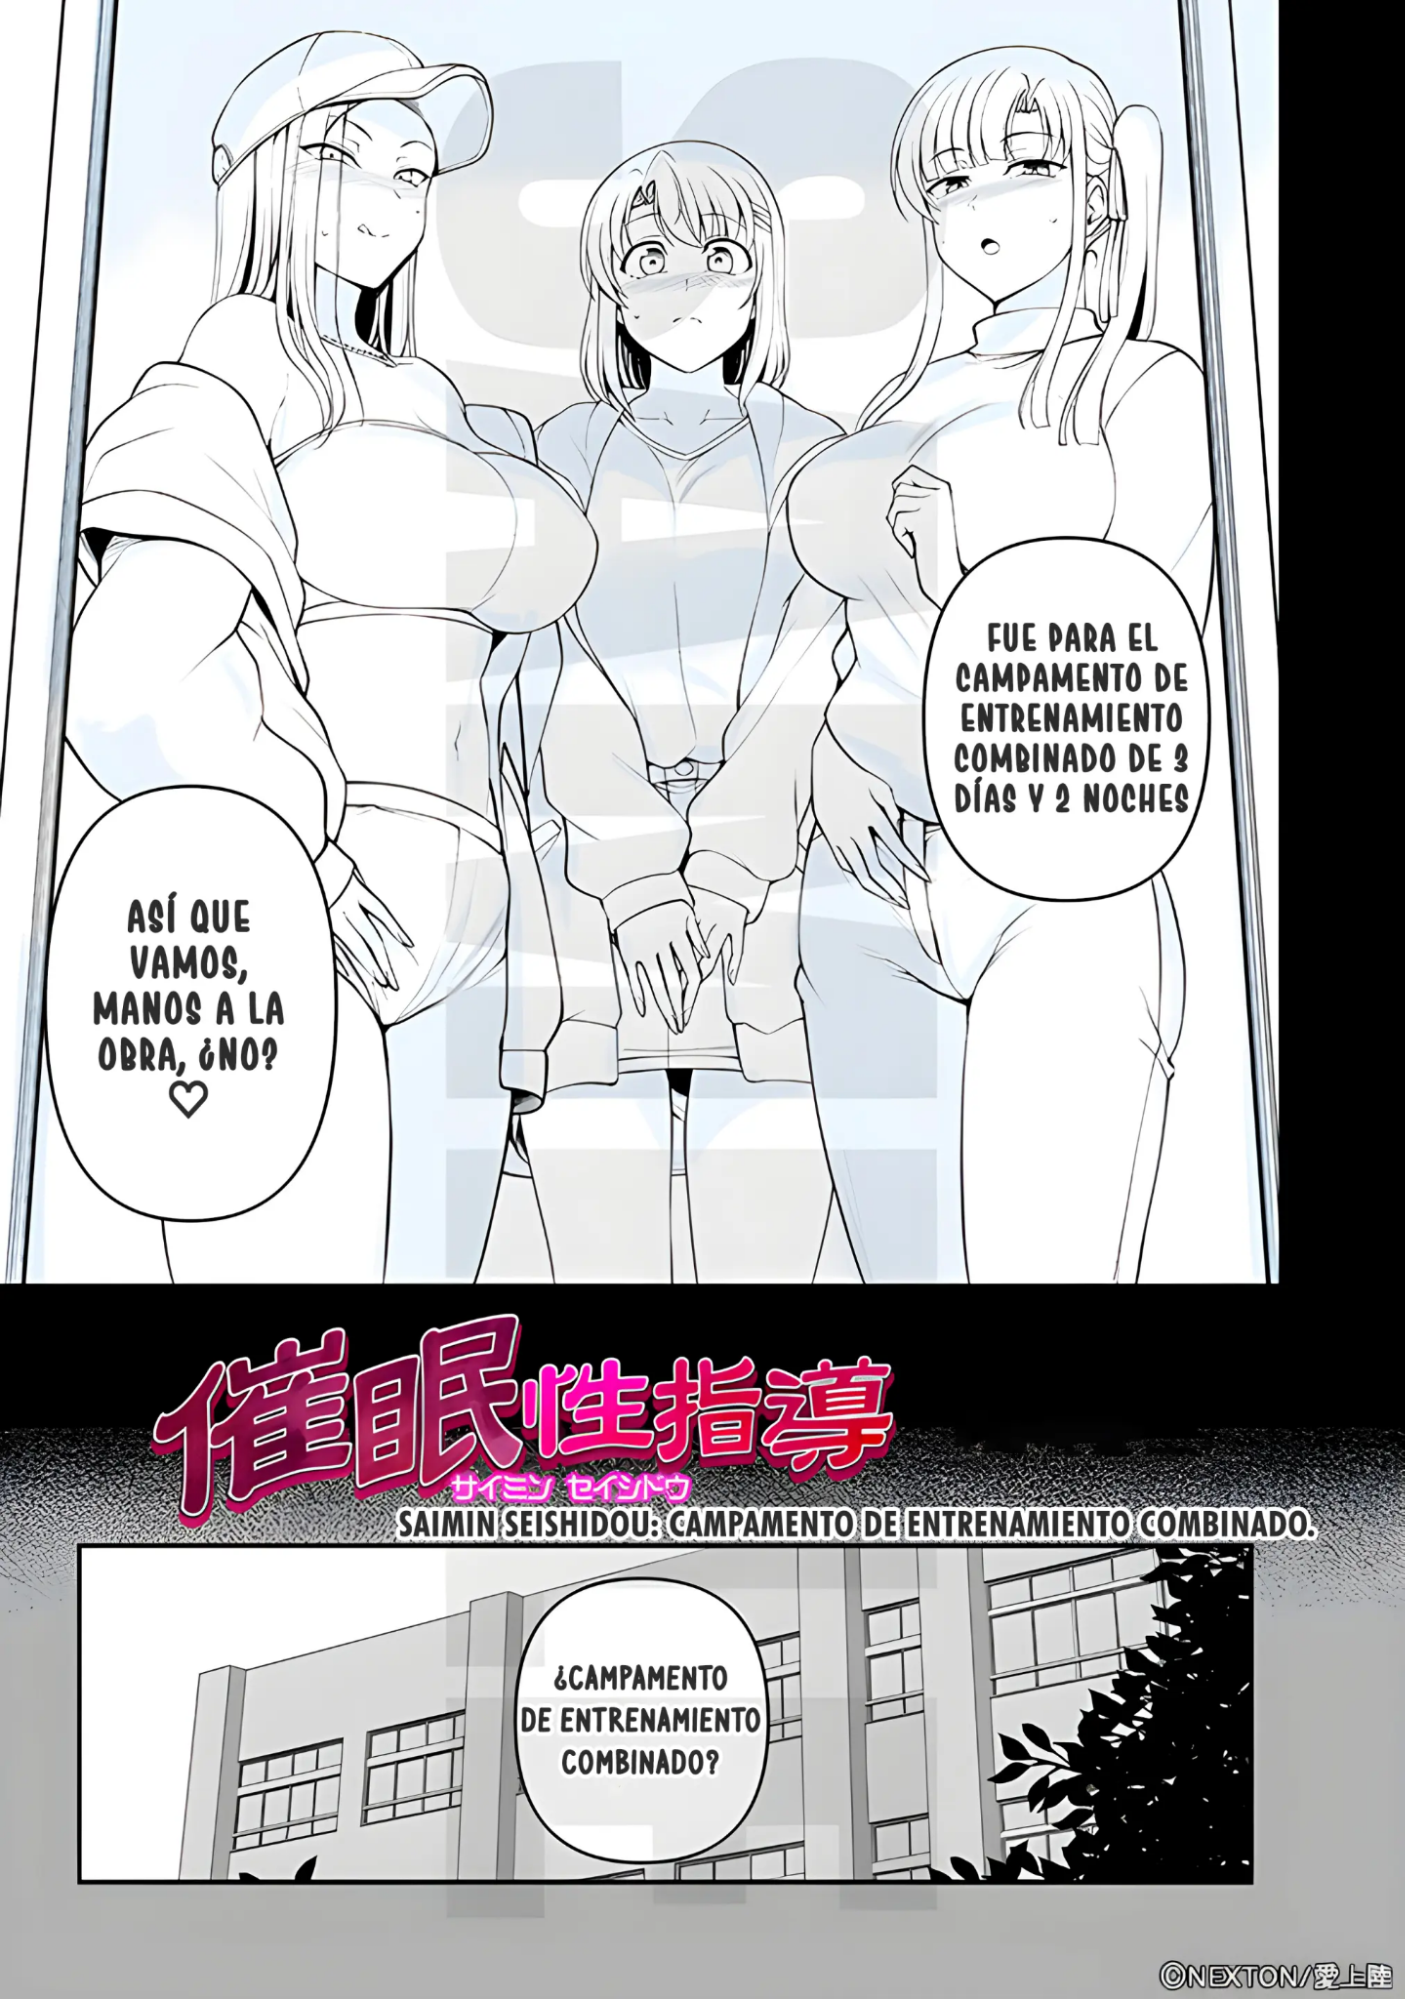 FUE PARA EL
CAMPAMENTO DE
ENTRENAMIENTO
COMBINADO DE 3
DÍAS Y 2 NOCHES
ASÍ QUE
VAMOS,
MANOS A LA
OBRA, ¿NO?
♡
催眠性指導
サイミン セイシドウ
SAIMIN SEISHIDOU: CAMPAMENTO DE ENTRENAMIENTO COMBINADO.
¿CAMPAMENTO
DE ENTRENAMIENTO
COMBINADO?
©NEXTON/愛上陸